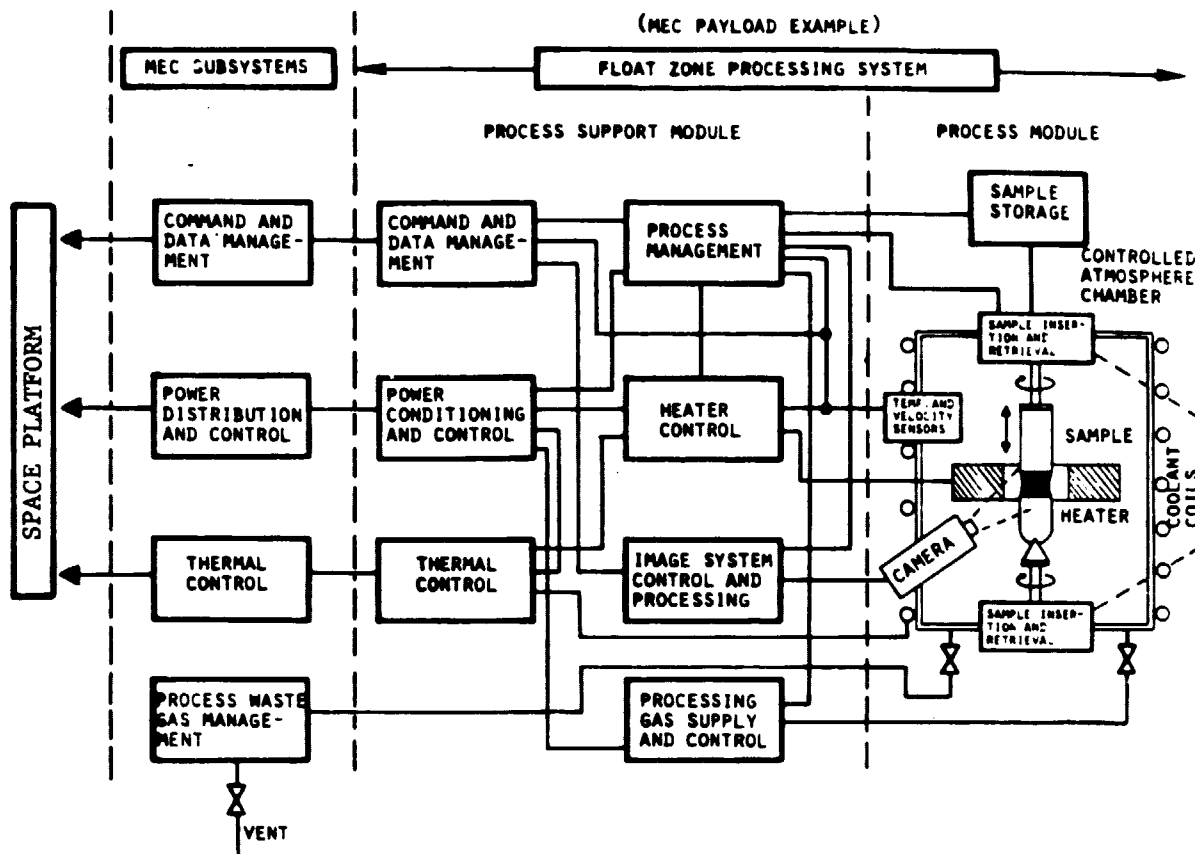 (MEC PAYLOAD EXAMPLE)
MEC SUBSYSTEMS
FLOAT ZONE PROCESSING SYSTEM
PROCESS SUPPORT MODULE
PROCESS MODULE
SPACE PLATFORM
COMMAND AND
DATA MANAGE-
MENT
COMMAND AND
DATA MANAGE-
MENT
PROCESS
MANAGEMENT
SAMPLE
STORAGE
CONTROLLED
ATMOSPHERE
CHAMBER
SAMPLE INSER-
TION AND
RETRIEVAL
POWER
DISTRIBUTION
AND CONTROL
POWER
CONDITIONING
AND CONTROL
HEATER
CONTROL
TEMP. AND
VELOCITY
SENSORS
SAMPLE
HEATER
COOLANT
COILS
CAMERA
THERMAL
CONTROL
THERMAL
CONTROL
IMAGE SYSTEM
CONTROL AND
PROCESSING
SAMPLE INSER-
TION AND
RETRIEVAL
PROCESS WASTE
GAS MANAGE-
MENT
PROCESSING
GAS SUPPLY
AND CONTROL
VENT